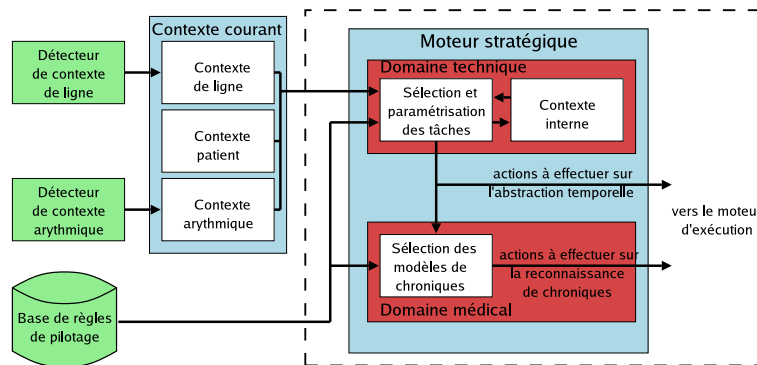 Contexte courant
Détecteur
de contexte
de ligne
Contexte
de ligne
Contexte
patient
Détecteur
de contexte
arythmique
Contexte
arythmique
Base de règles
de pilotage
Moteur stratégique
Domaine technique
Sélection et
paramétrisation
des tâches
Contexte
interne
actions à effectuer sur
l'abstraction temporelle
vers le moteur
d'exécution
Sélection des
modèles de
chroniques
actions à effectuer sur
la reconnaissance
de chroniques
Domaine médical